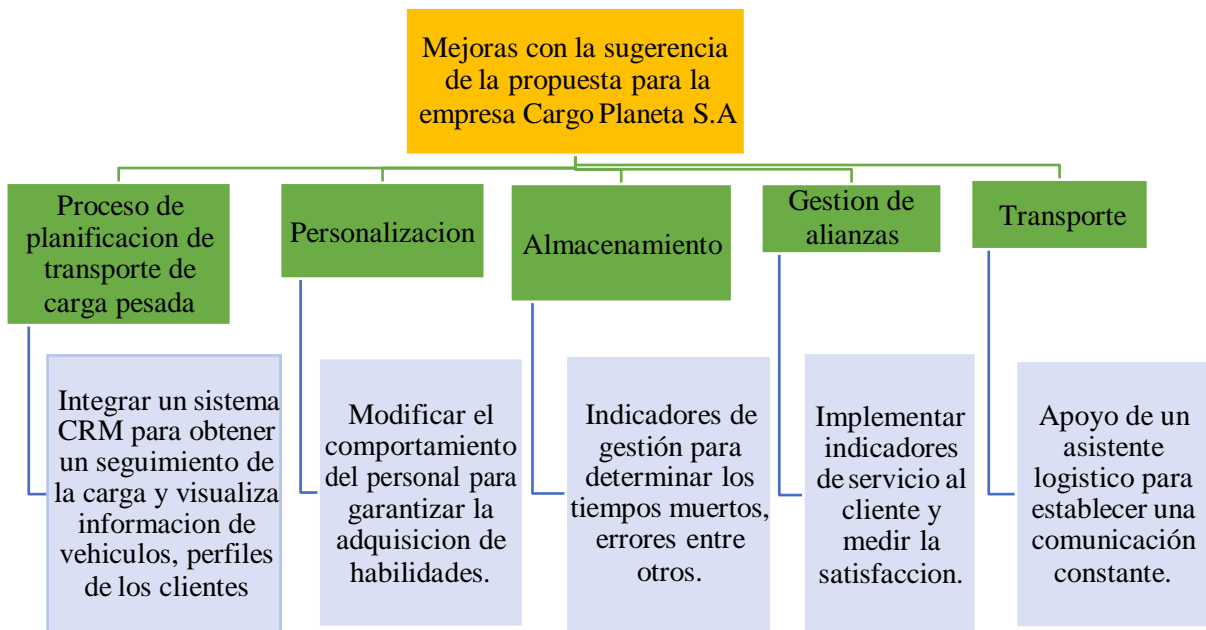 Mejoras con la sugerencia
de la propuesta para la
empresa Cargo Planeta S.A
Proceso de
planificacion de
transporte de
carga pesada
Personalizacion
Almacenamiento
Gestion de
alianzas
Transporte
Integrar un sistema
CRM para obtener
un seguimiento de
la carga y visualiza
informacion de
vehiculos, perfiles
de los clientes
Modificar el
comportamiento
del personal para
garantizar la
adquisicion de
habilidades.
Indicadores de
gestión para
determinar los
tiempos muertos,
errores entre
otros.
Implementar
indicadores
de servicio al
cliente y
medir la
satisfaccion.
Apoyo de un
asistente
logistico para
establecer una
comunicación
constante.